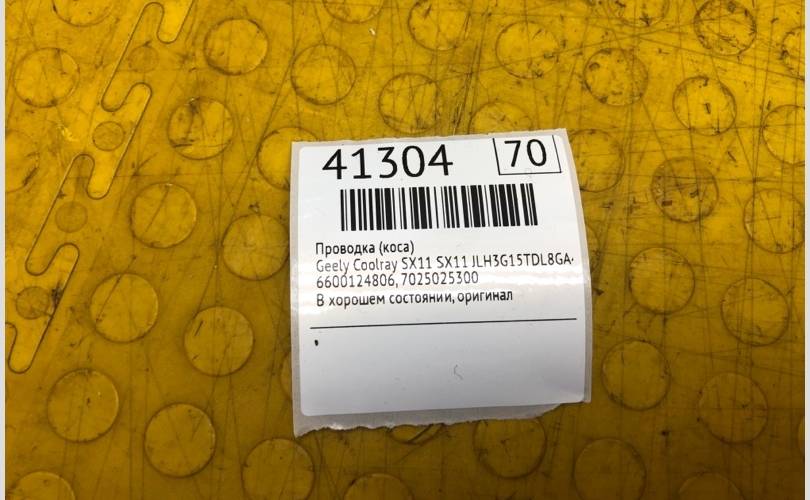 41304 70
Проводка (коса)
Geely Coolray SX11 SX11 JLH3G15TDL8GA
6600124806, 7025025300
В хорошем состоянии, оригинал